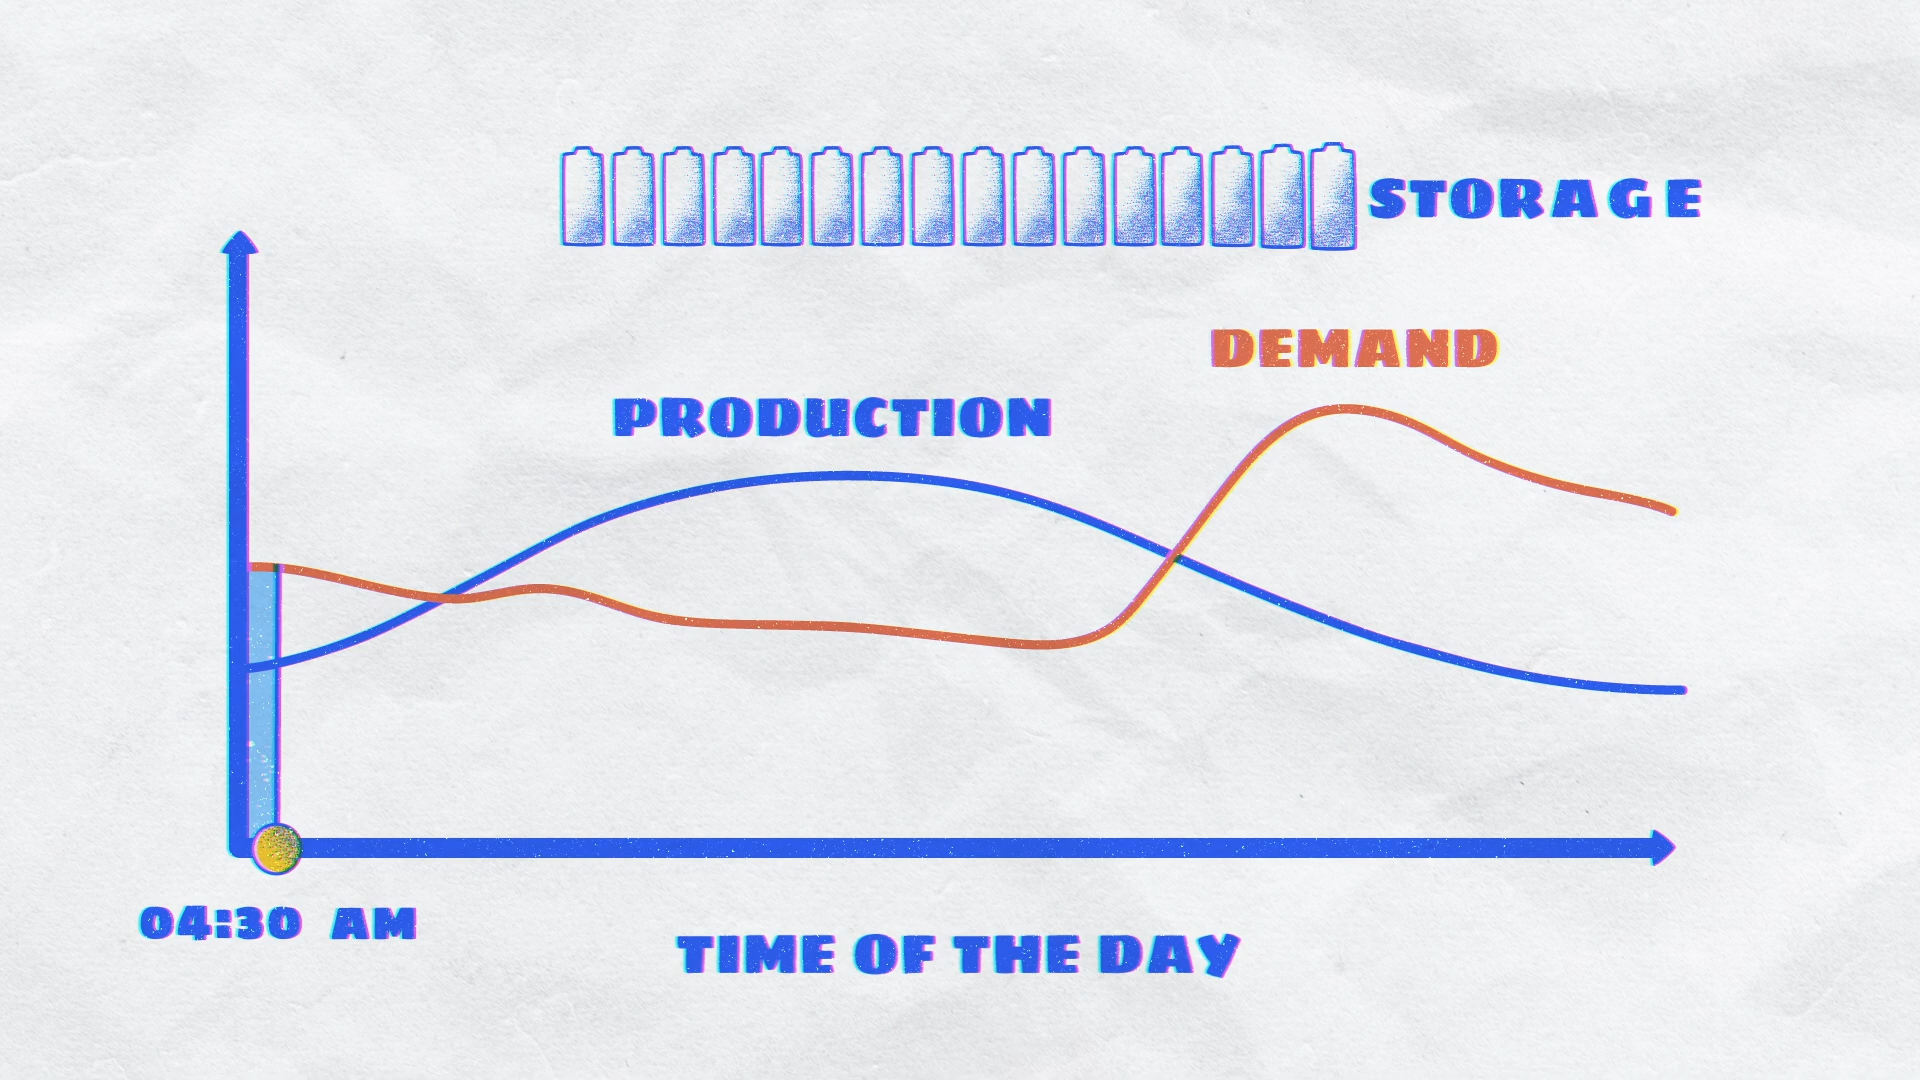 STORAGE
DEMAND
PRODUCTION
04:30 AM
TIME OF THE DAY